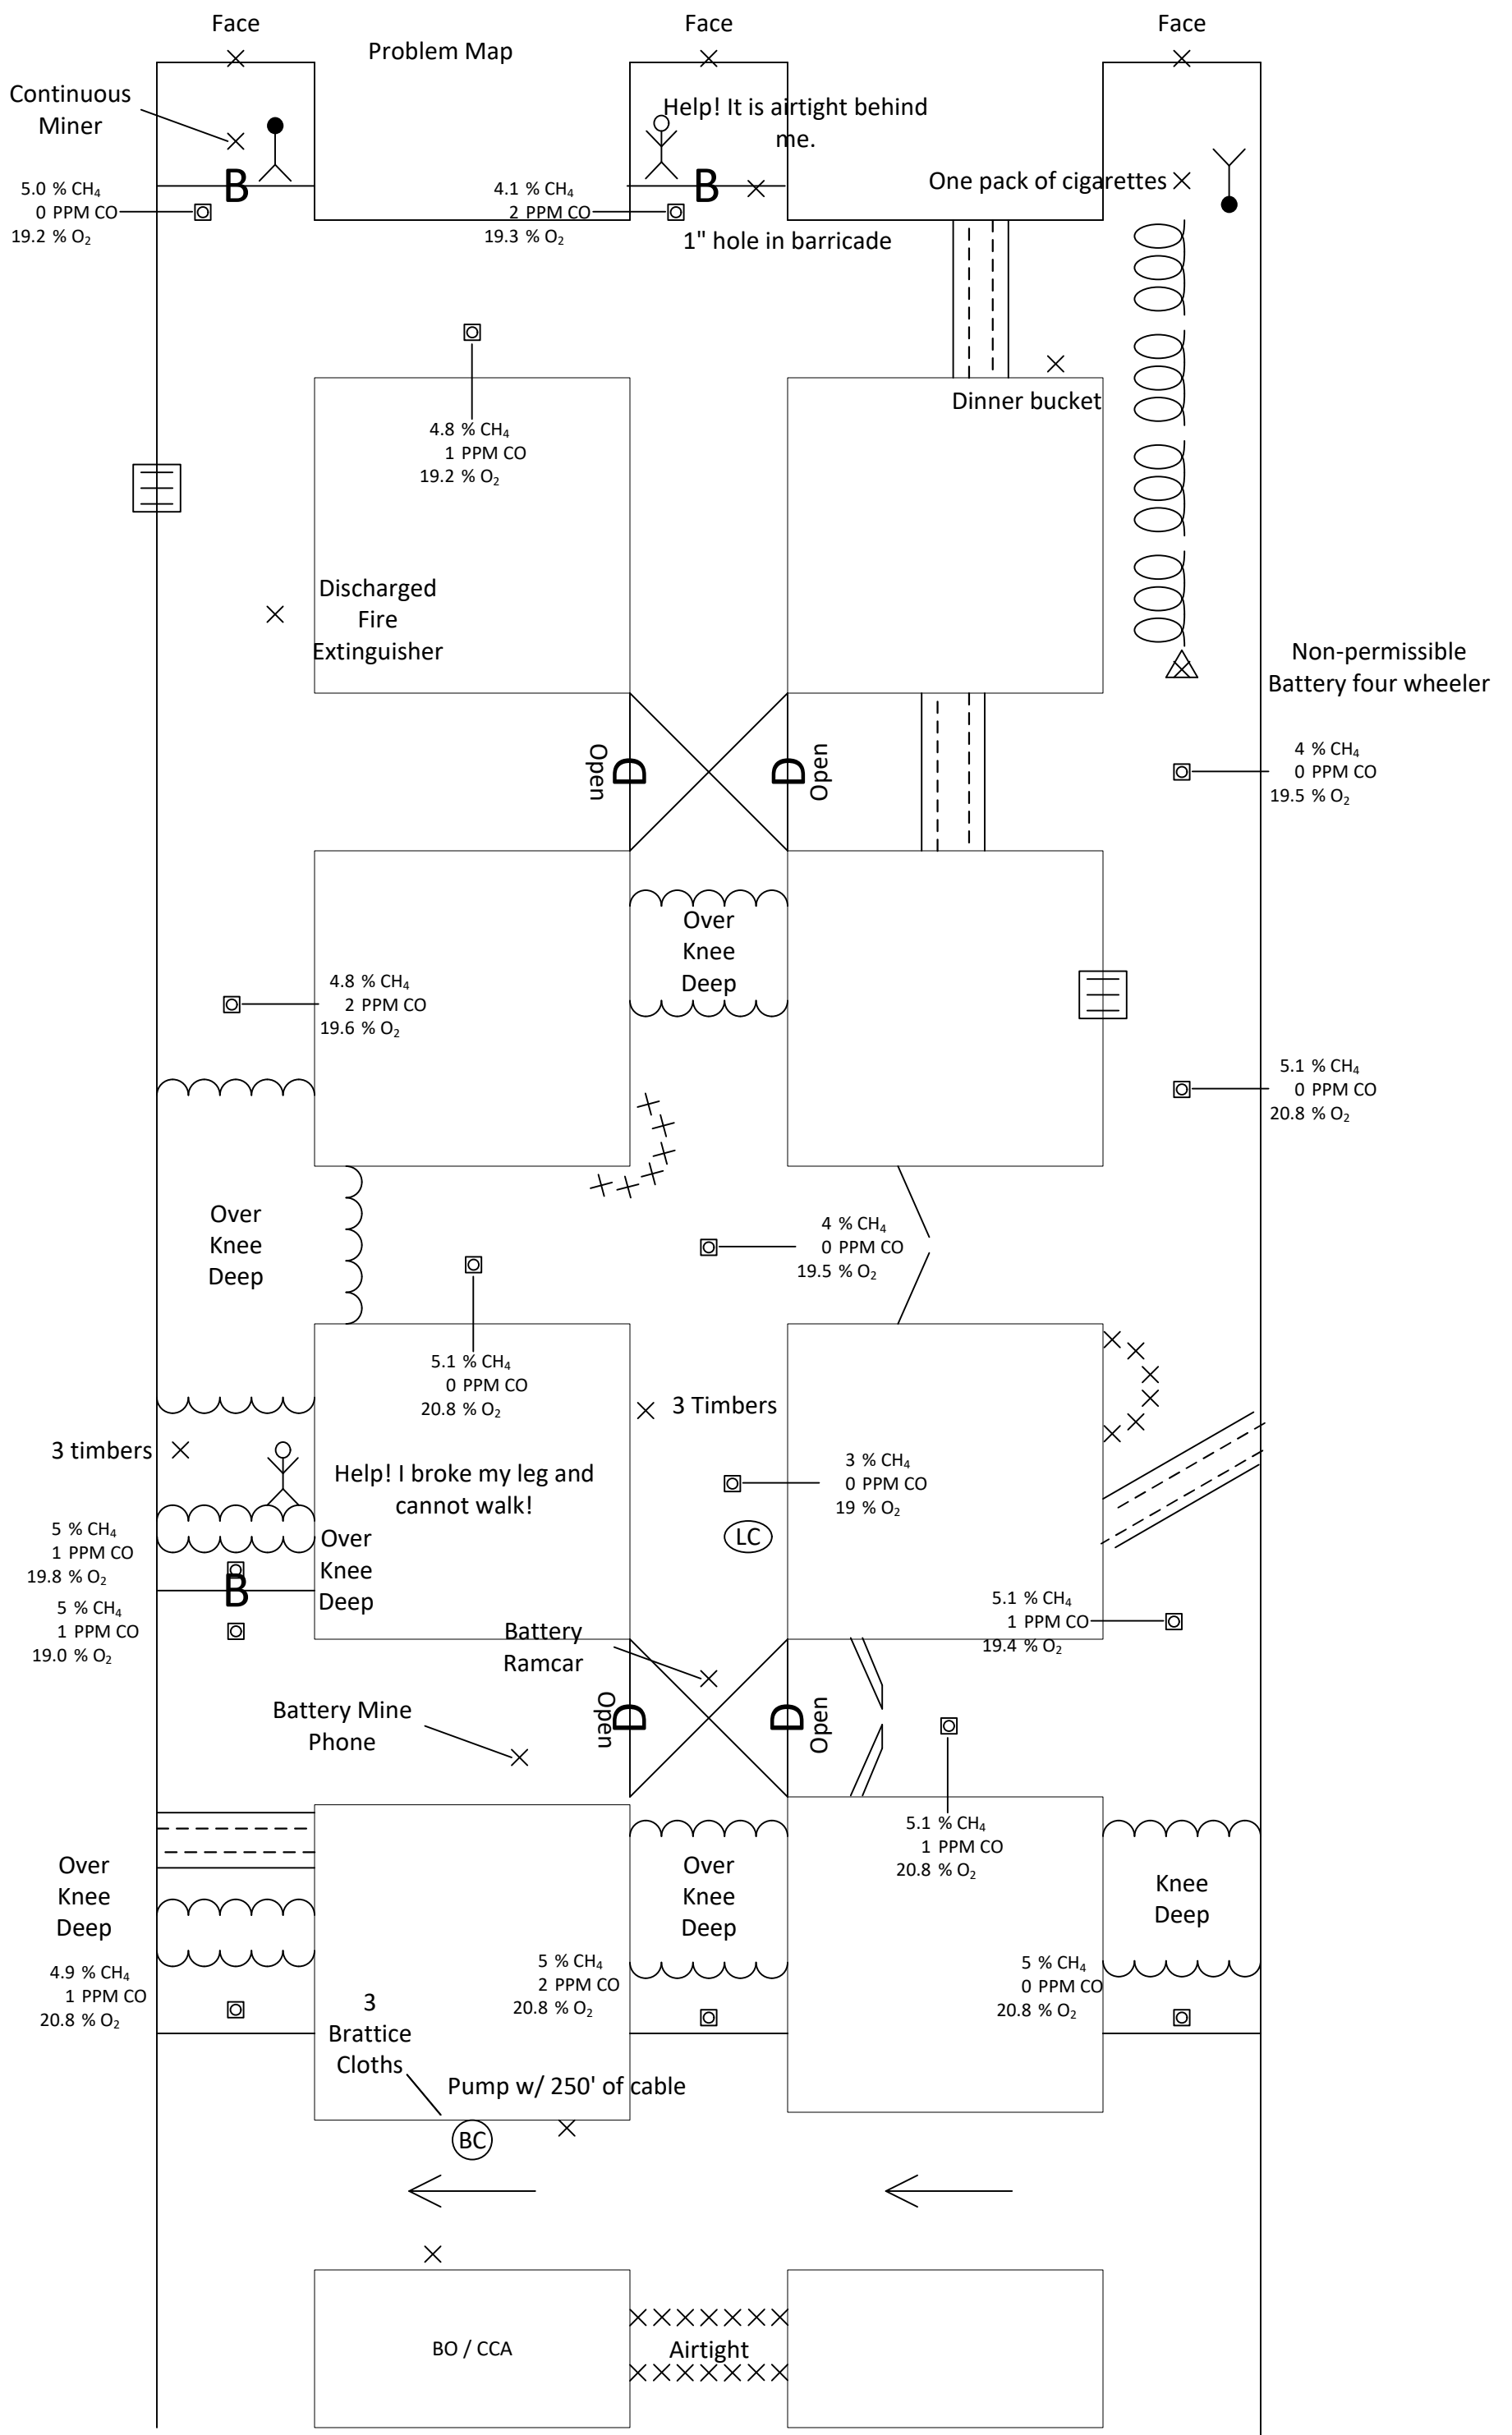 Face
Face
Face
Problem Map
Continuous
Miner
Help! It is airtight behind
me.
One pack of cigarettes
5.0 % CH₄
0 PPM CO
19.2 % O₂
B
4.1 % CH₄
2 PPM CO
19.3 % O₂
B
1" hole in barricade
4.8 % CH₄
1 PPM CO
19.2 % O₂
Dinner bucket
Discharged
Fire
Extinguisher
Non-permissible
Battery four wheeler
Open
D
D
Open
4 % CH₄
0 PPM CO
19.5 % O₂
Over
Knee
Deep
4.8 % CH₄
2 PPM CO
19.6 % O₂
5.1 % CH₄
0 PPM CO
20.8 % O₂
Over
Knee
Deep
4 % CH₄
0 PPM CO
19.5 % O₂
5.1 % CH₄
0 PPM CO
20.8 % O₂
3 Timbers
3 timbers
Help! I broke my leg and
cannot walk!
3 % CH₄
0 PPM CO
19 % O₂
LC
5 % CH₄
1 PPM CO
19.8 % O₂
Over
Knee
Deep
B
5 % CH₄
1 PPM CO
19.0 % O₂
5.1 % CH₄
1 PPM CO
19.4 % O₂
Battery
Ramcar
Battery Mine
Phone
Open
D
D
Open
5.1 % CH₄
1 PPM CO
20.8 % O₂
Over
Knee
Deep
Over
Knee
Deep
Knee
Deep
4.9 % CH₄
1 PPM CO
20.8 % O₂
5 % CH₄
2 PPM CO
20.8 % O₂
5 % CH₄
0 PPM CO
20.8 % O₂
3
Brattice
Cloths
Pump w/ 250' of cable
BC
BO / CCA
Airtight